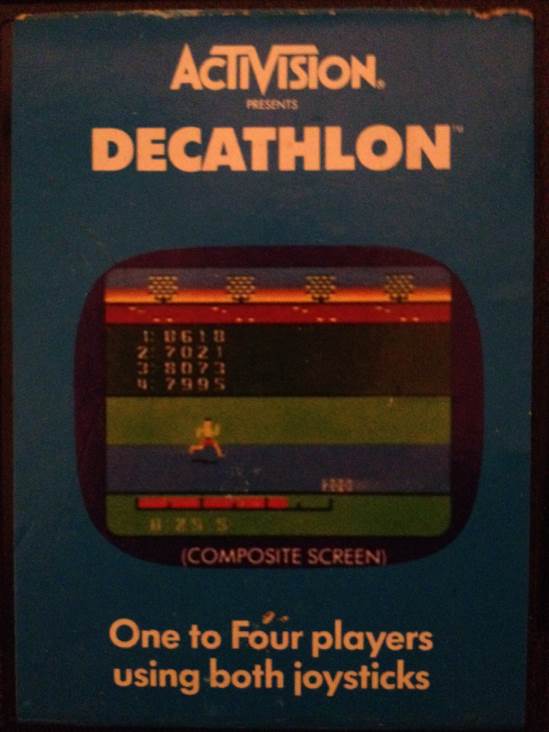 ACTIVISION®
PRESENTS
DECATHLON™
1: 8618
2: 7021
3: 8073
4: 7995
8255
(COMPOSITE SCREEN)
One to Four players
using both joysticks